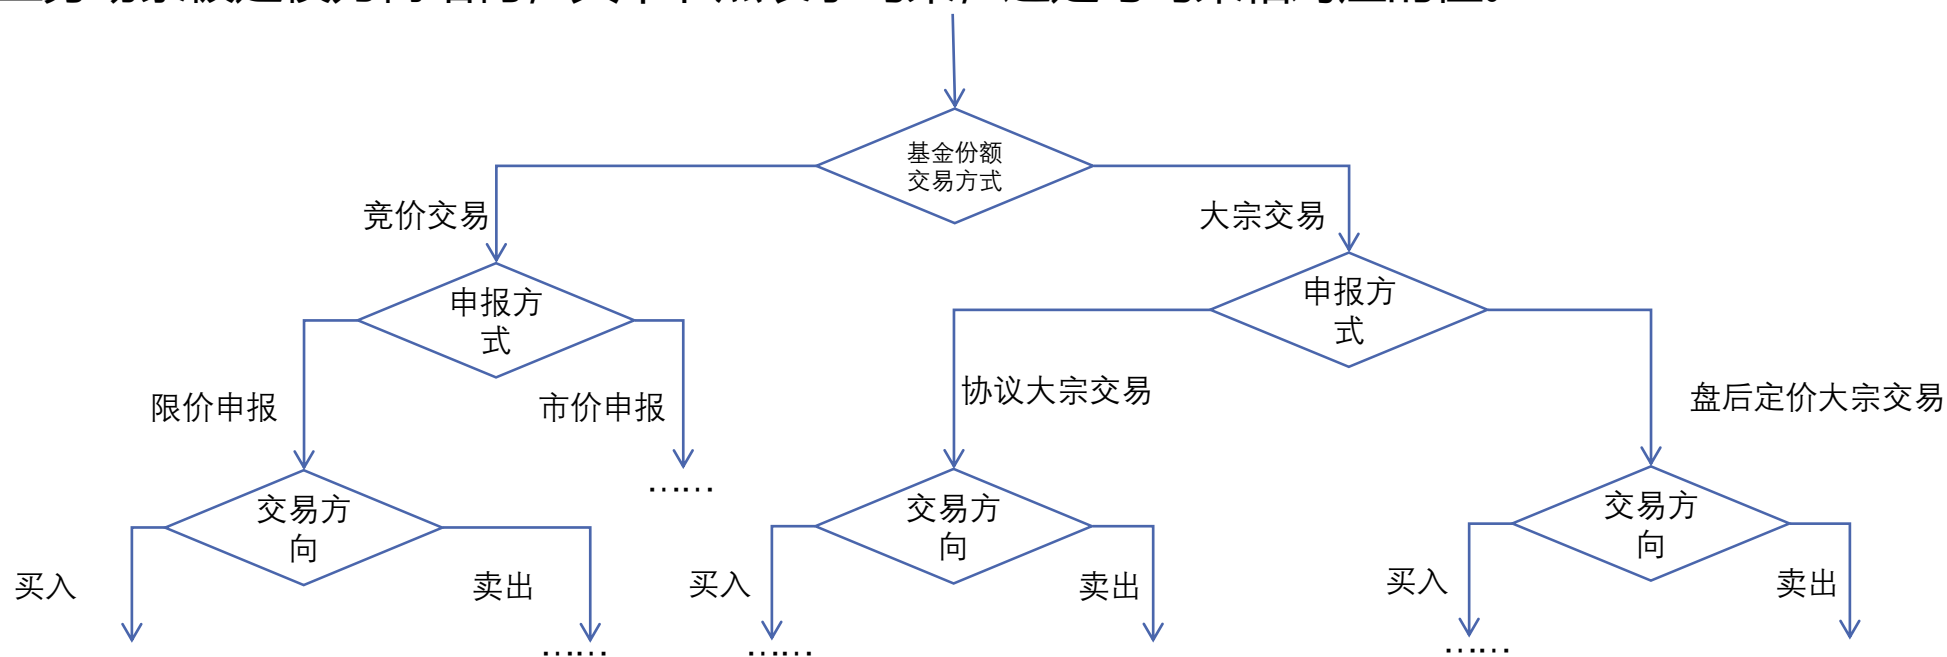 基金份额
交易方式
竞价交易
大宗交易
申报方
式
申报方
式
限价申报
市价申报
协议大宗交易
盘后定价大宗交易
……
交易方
向
交易方
向
交易方
向
买入
卖出
买入
卖出
买入
卖出
……
……
……